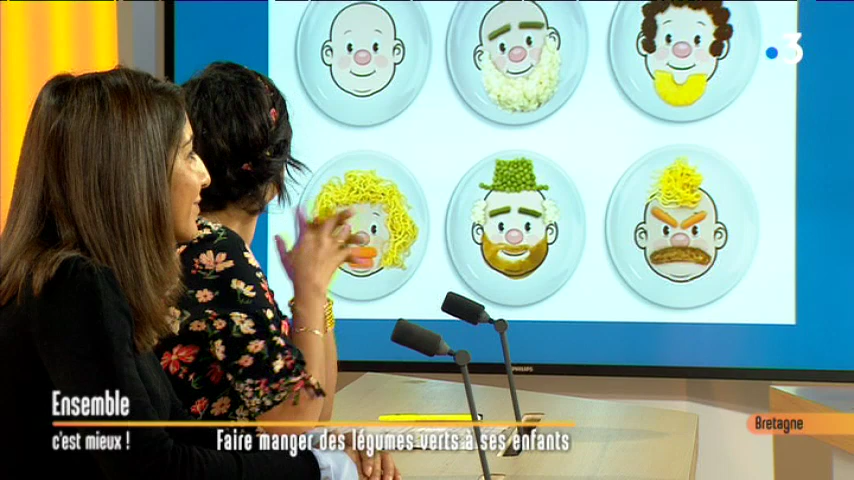 3
PHILIPS
Ensemble
c'est mieux !
Faire manger des légumes verts à ses enfants
Bretagne